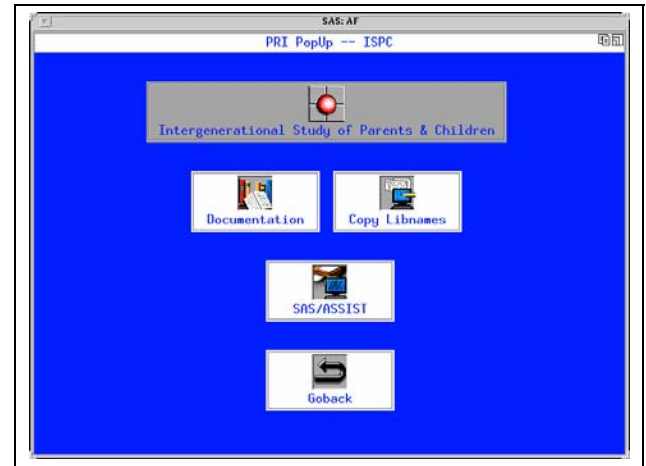 SAS: AF
PRI PopUp -- ISPC
Intergenerational Study of Parents & Children
Documentation
Copy Libnames
SAS/ASSIST
Goback